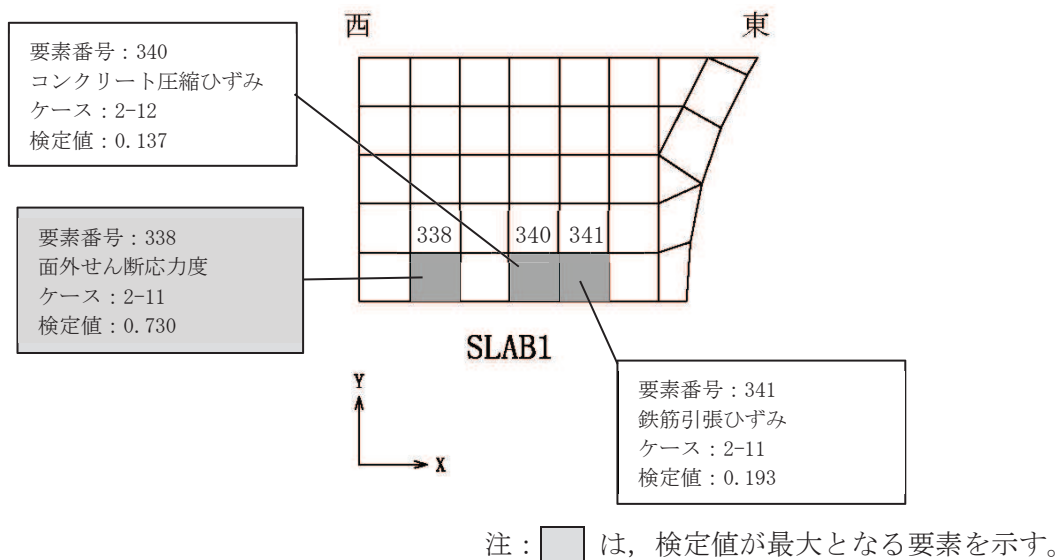 西
東
要素番号：340
コンクリート圧縮ひずみ
ケース：2-12
検定値：0.137
要素番号：338
面外せん断応力度
ケース：2-11
検定値：0.730
338
340
341
SLAB1
Y
X
要素番号：341
鉄筋引張ひずみ
ケース：2-11
検定値：0.193
注： は，検定値が最大となる要素を示す。